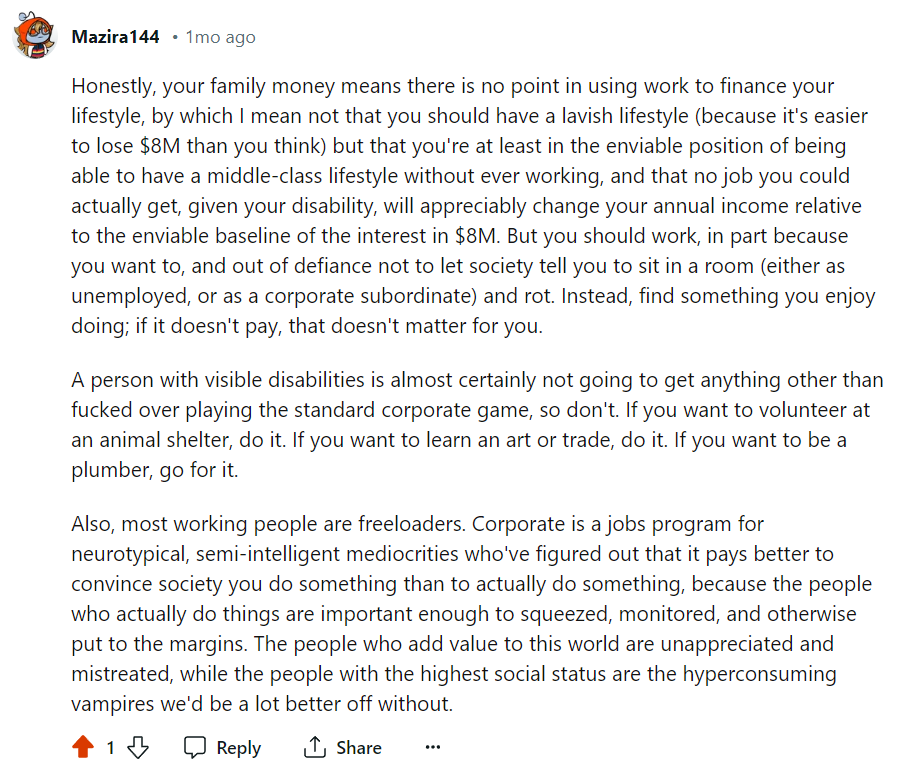 Mazira144 • 1mo ago
Honestly, your family money means there is no point in using work to finance your
lifestyle, by which I mean not that you should have a lavish lifestyle (because it's easier
to lose $8M than you think) but that you're at least in the enviable position of being
able to have a middle-class lifestyle without ever working, and that no job you could
actually get, given your disability, will appreciably change your annual income relative
to the enviable baseline of the interest in $8M. But you should work, in part because
you want to, and out of defiance not to let society tell you to sit in a room (either as
unemployed, or as a corporate subordinate) and rot. Instead, find something you enjoy
doing; if it doesn't pay, that doesn't matter for you.
A person with visible disabilities is almost certainly not going to get anything other than
fucked over playing the standard corporate game, so don't. If you want to volunteer at
an animal shelter, do it. If you want to learn an art or trade, do it. If you want to be a
plumber, go for it.
Also, most working people are freeloaders. Corporate is a jobs program for
neurotypical, semi-intelligent mediocrities who've figured out that it pays better to
convince society you do something than to actually do something, because the people
who actually do things are important enough to squeezed, monitored, and otherwise
put to the margins. The people who add value to this world are unappreciated and
mistreated, while the people with the highest social status are the hyperconsuming
vampires we'd be a lot better off without.
1 Reply Share ···